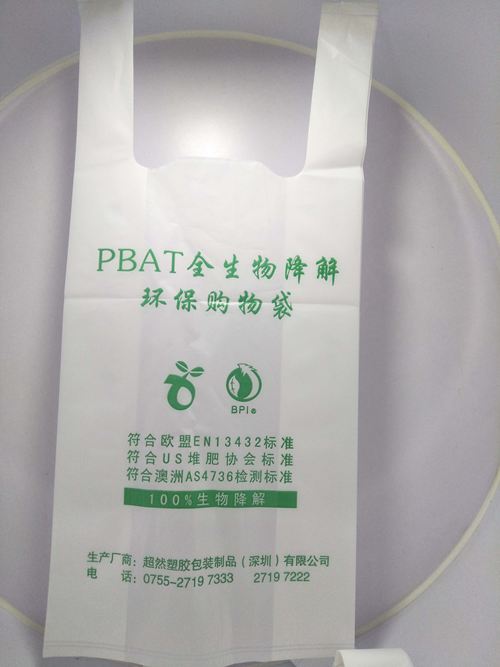 PBAT全生物降解
环保购物袋
BPI
符合欧盟EN13432标准
符合US堆肥协会标准
符合澳洲AS4736检测标准
100%生物降解
生产厂商：超然塑胶包装制品（深圳）有限公司
电　话：0755-2719 7333　2719 7222